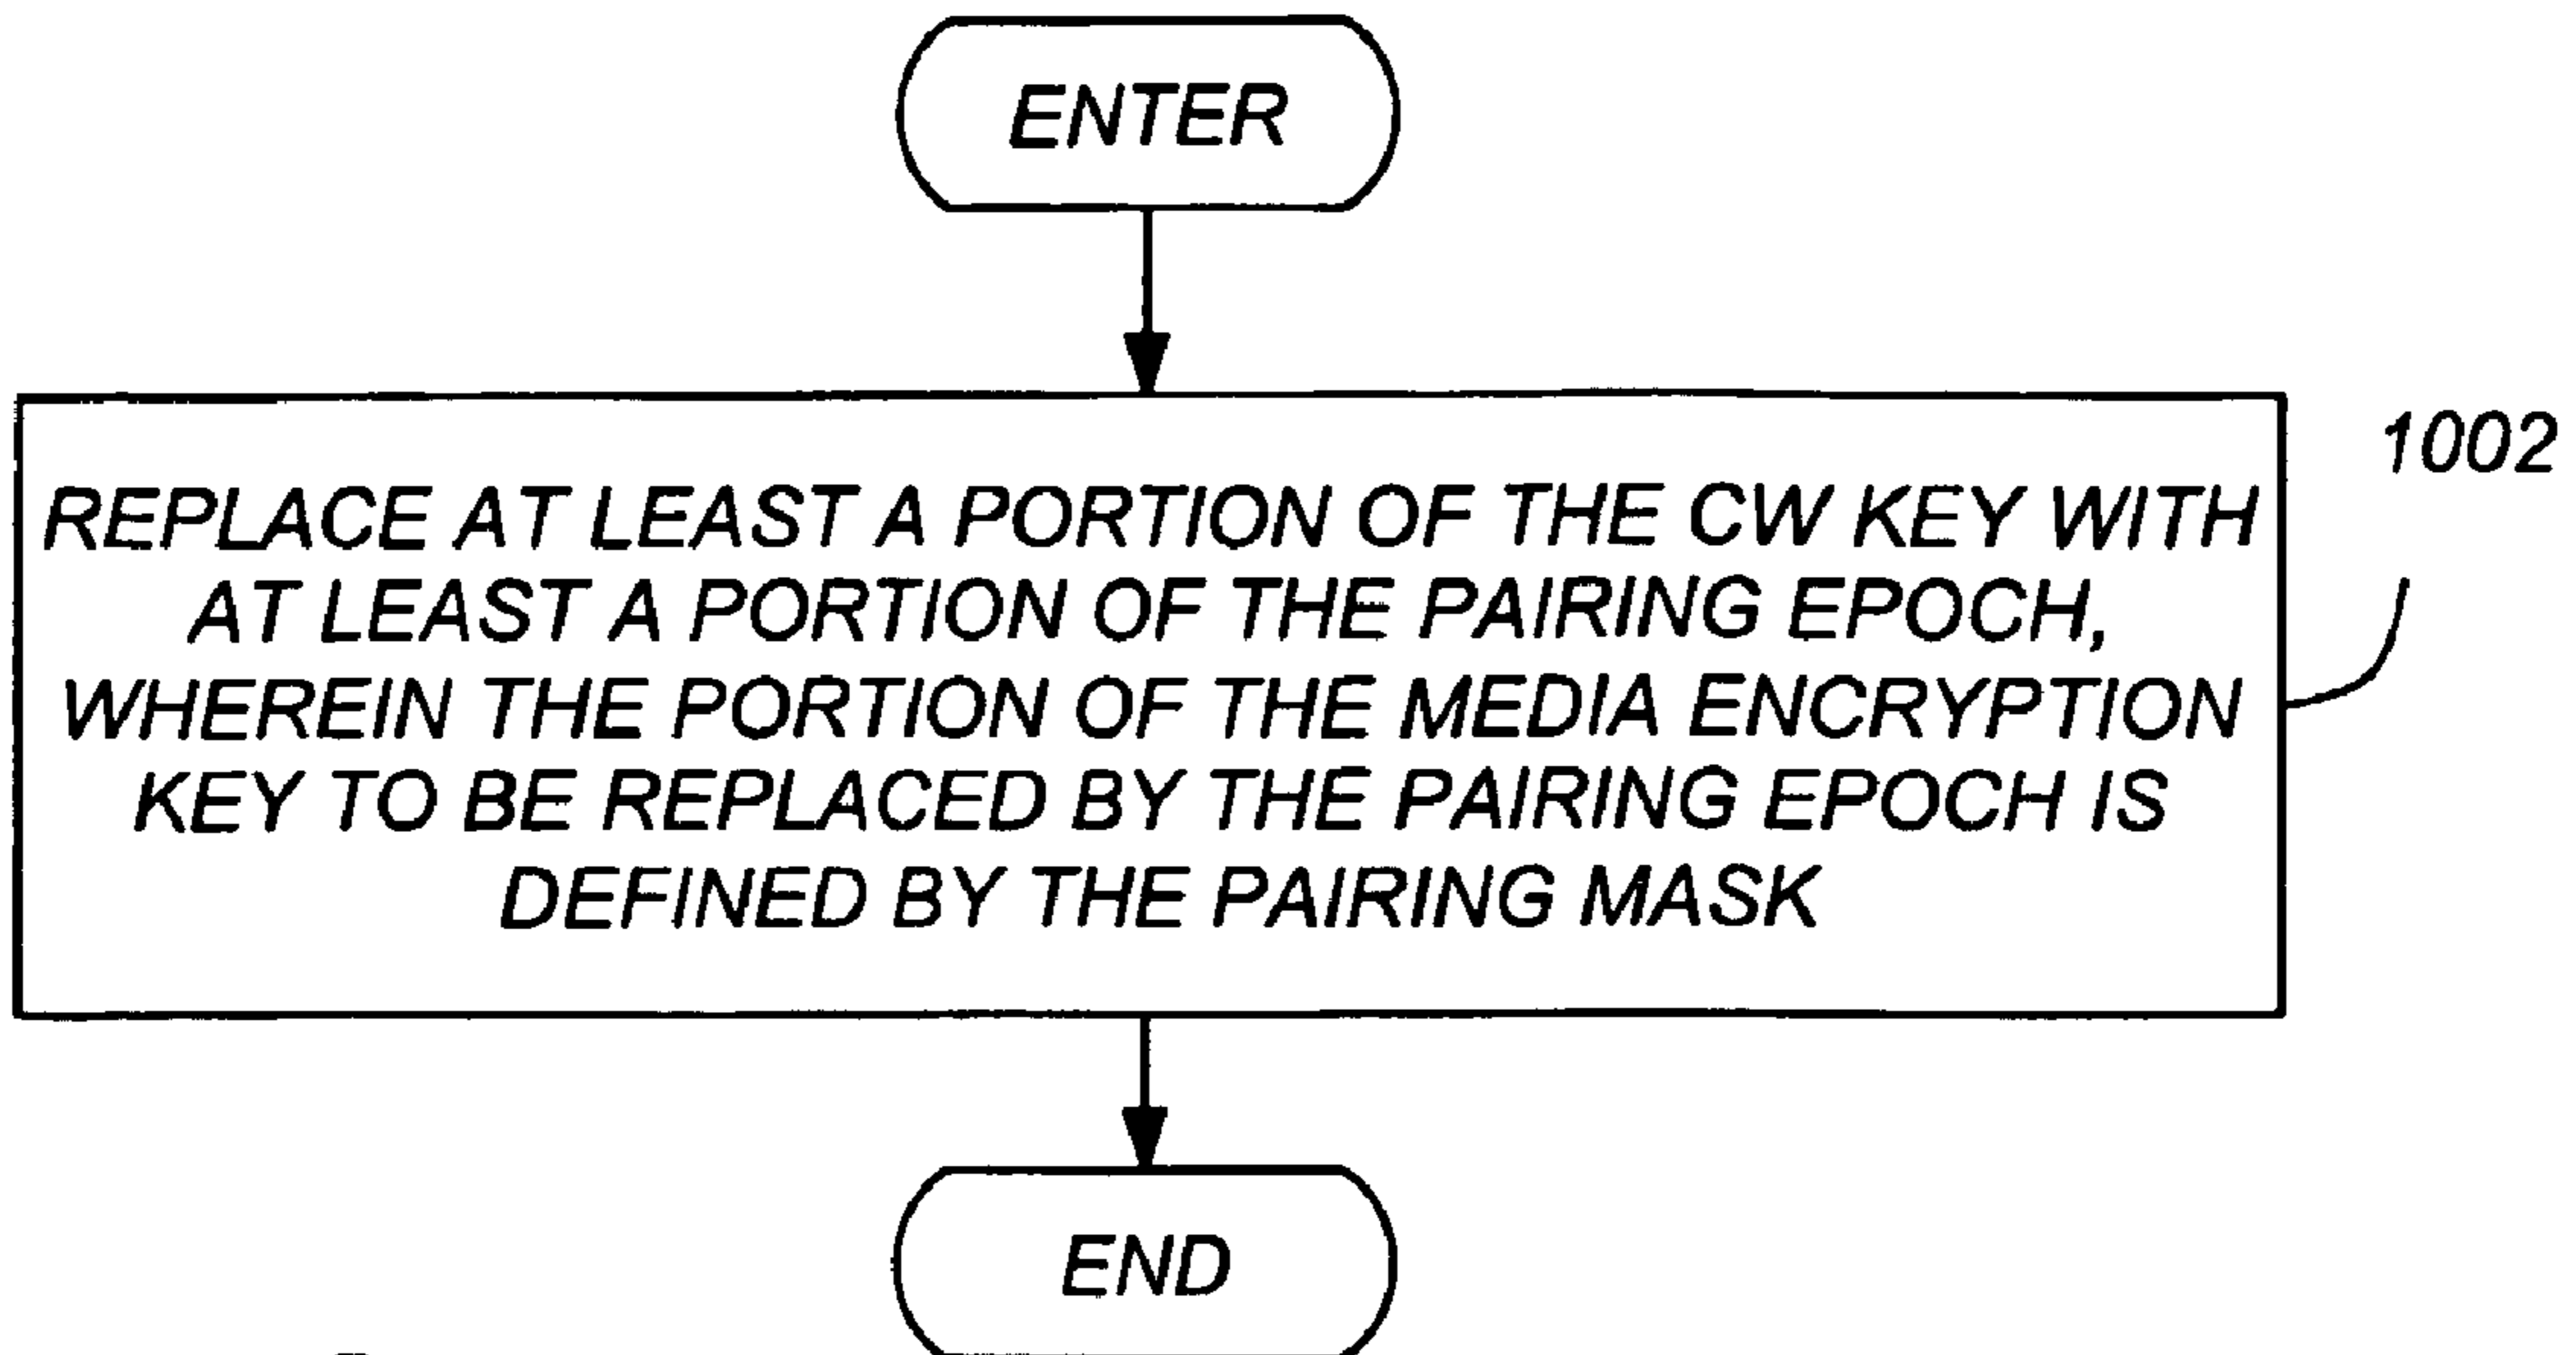 ENTER
1002
REPLACE AT LEAST A PORTION OF THE CW KEY WITH
AT LEAST A PORTION OF THE PAIRING EPOCH,
WHEREIN THE PORTION OF THE MEDIA ENCRYPTION
KEY TO BE REPLACED BY THE PAIRING EPOCH IS
DEFINED BY THE PAIRING MASK
END